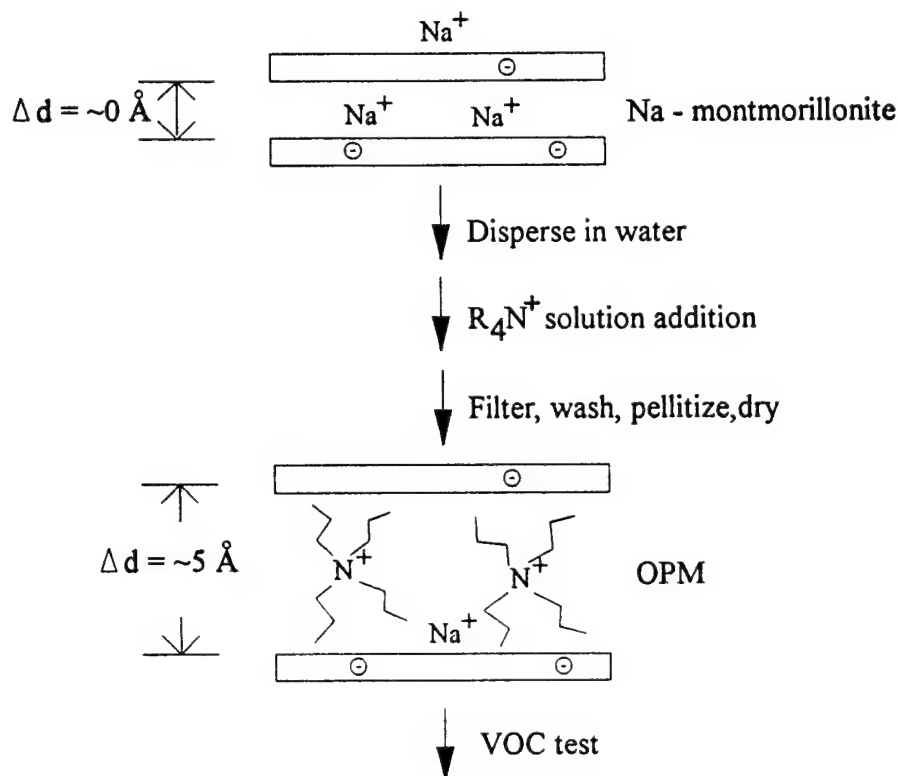 Na+
⊖
Δ d = ~0 Å
Na+ Na+
Na - montmorillonite
⊖ ⊖
Disperse in water
R4N+ solution addition
Filter, wash, pellitize,dry
⊖
Δ d = ~5 Å
N+ N+
OPM
Na+
⊖ ⊖
VOC test